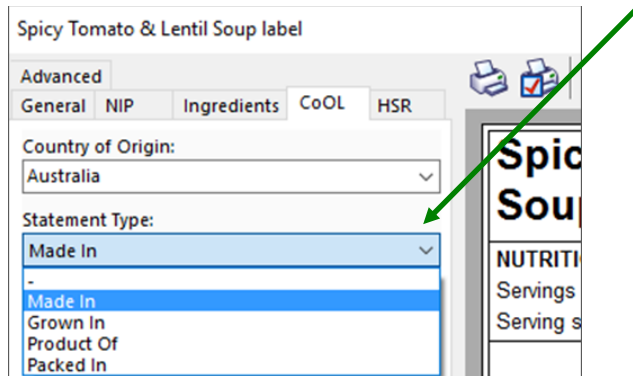 Spicy Tomato & Lentil Soup label
Advanced
General NIP Ingredients CoOL HSR
Country of Origin:
Australia
Statement Type:
Made In
-
Made In
Grown In
Product Of
Packed In
Spic
Soup
NUTRITI
Servings
Serving s